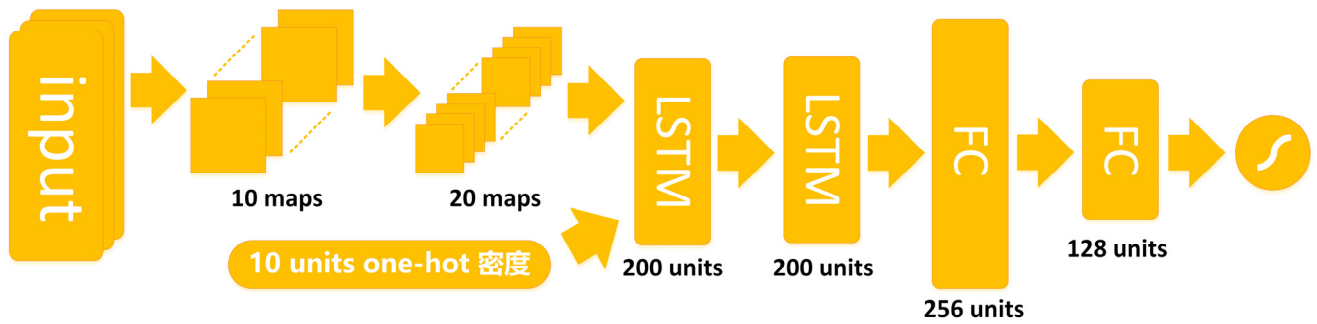 input
10 maps
20 maps
10 units one-hot 密度
LSTM
200 units
LSTM
200 units
FC
256 units
FC
128 units